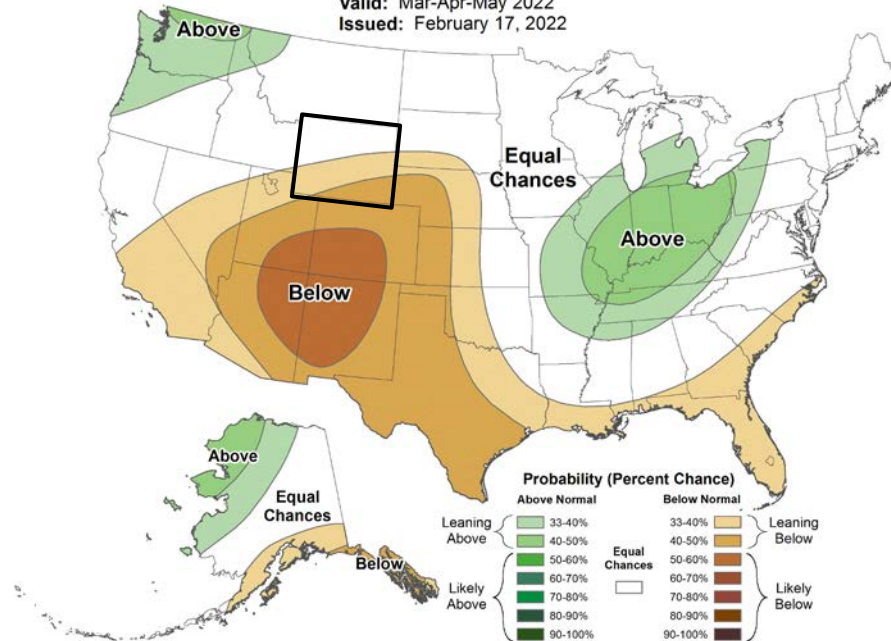 Valid: Mar-Apr-May 2022
Issued: February 17, 2022
Above
Equal
Chances
Above
Below
Above
Equal
Chances
Below
Probability (Percent Chance)
Above Normal
Below Normal
Leaning
Above
33-40%
40-50%
50-60%
60-70%
70-80%
80-90%
90-100%
Likely
Above
Equal
Chances
33-40%
40-50%
50-60%
60-70%
70-80%
80-90%
90-100%
Leaning
Below
Likely
Below